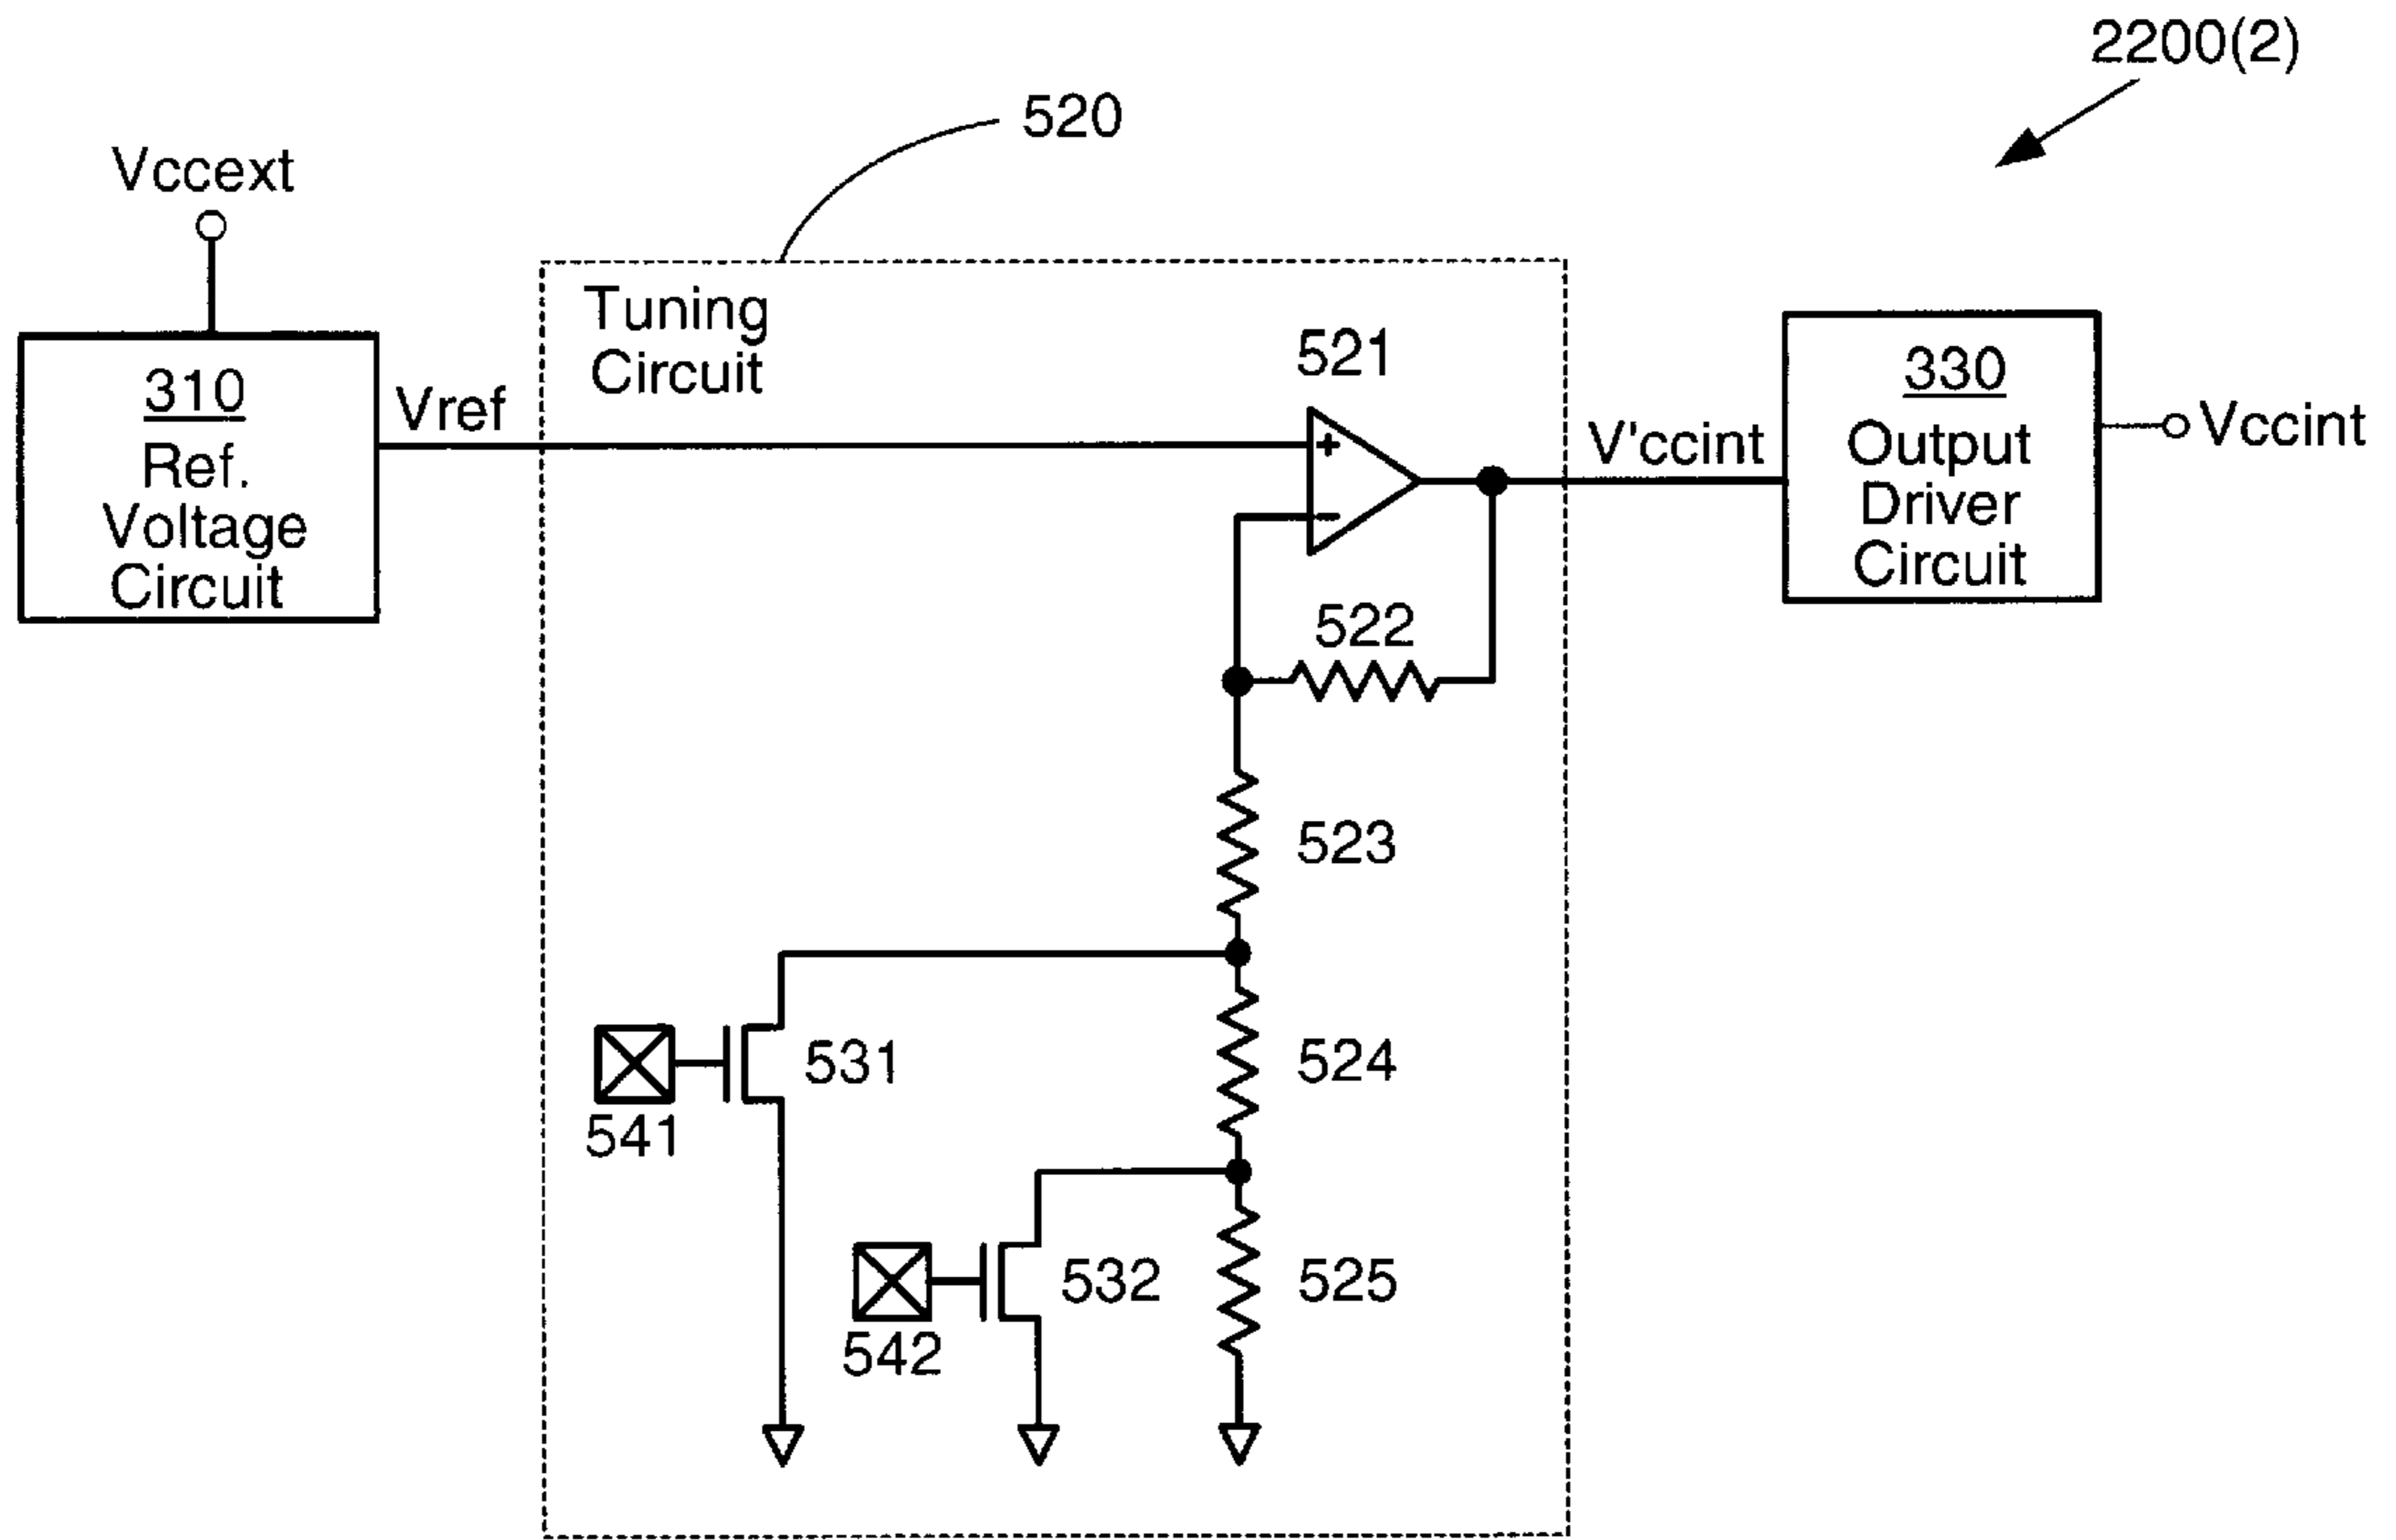 2200(2)
520
Vccext
Tuning
Circuit
521
310
Ref.
Voltage
Circuit
Vref
+
−
V'ccint
330
Output
Driver
Circuit
Vccint
522
523
531
541
524
532
542
525